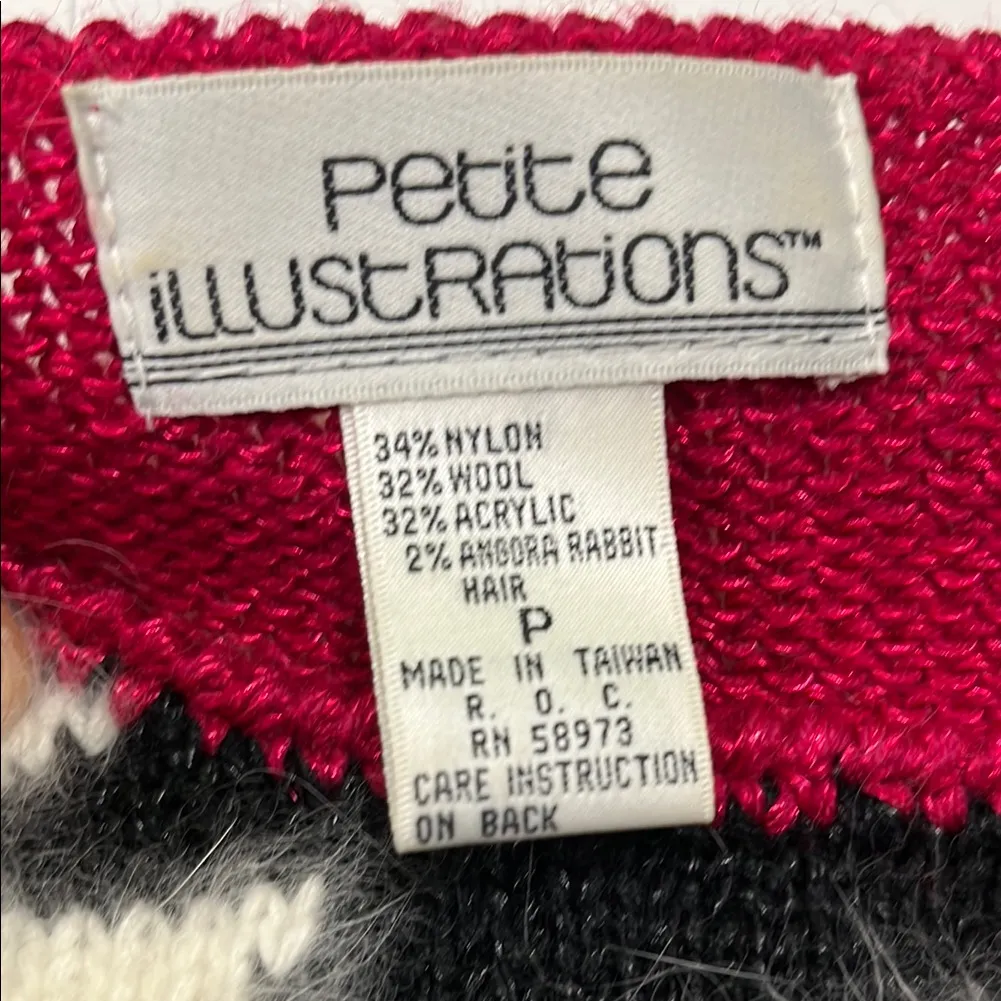 Petite
iLLUStRAtiONS™
34% NYLON
32% WOOL
32% ACRYLIC
2% ANGORA RABBIT
HAIR
P
MADE IN TAIWAN
R. O. C.
RN 58973
CARE INSTRUCTION
ON BACK